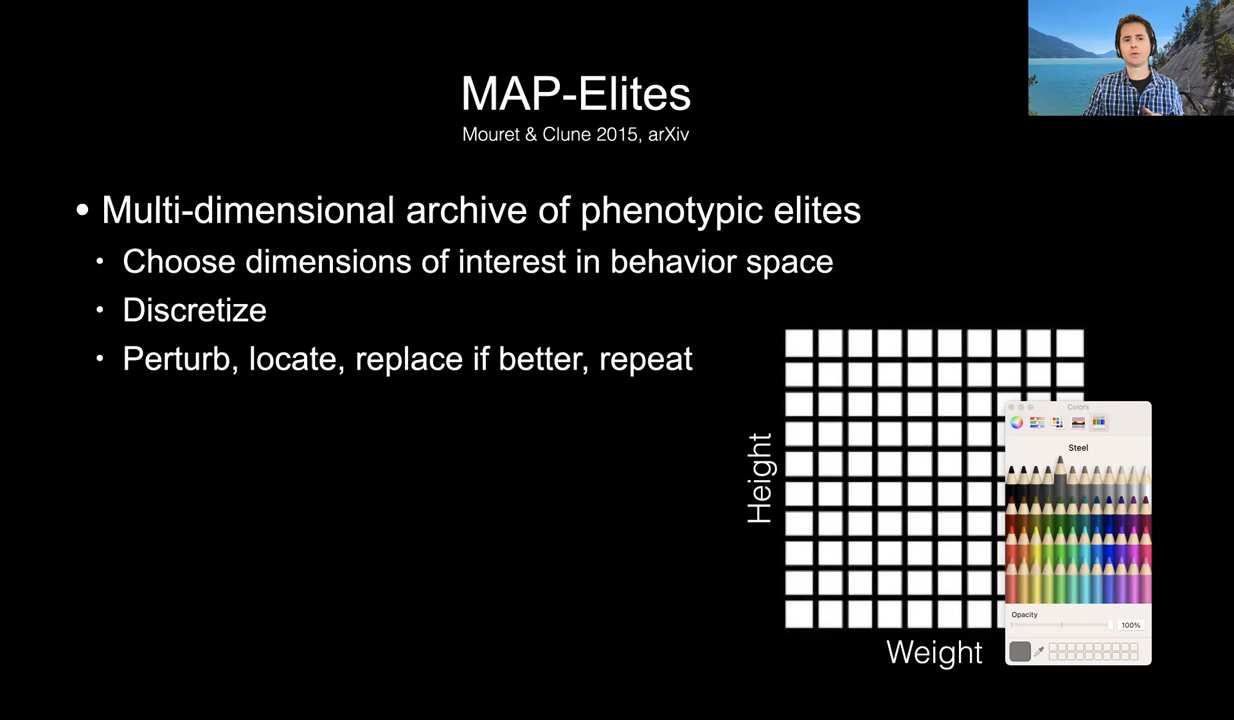 MAP-Elites
Mouret & Clune 2015, arXiv
• Multi-dimensional archive of phenotypic elites
• Choose dimensions of interest in behavior space
• Discretize
• Perturb, locate, replace if better, repeat
Height
Weight
Colors
Steel
Opacity
100%